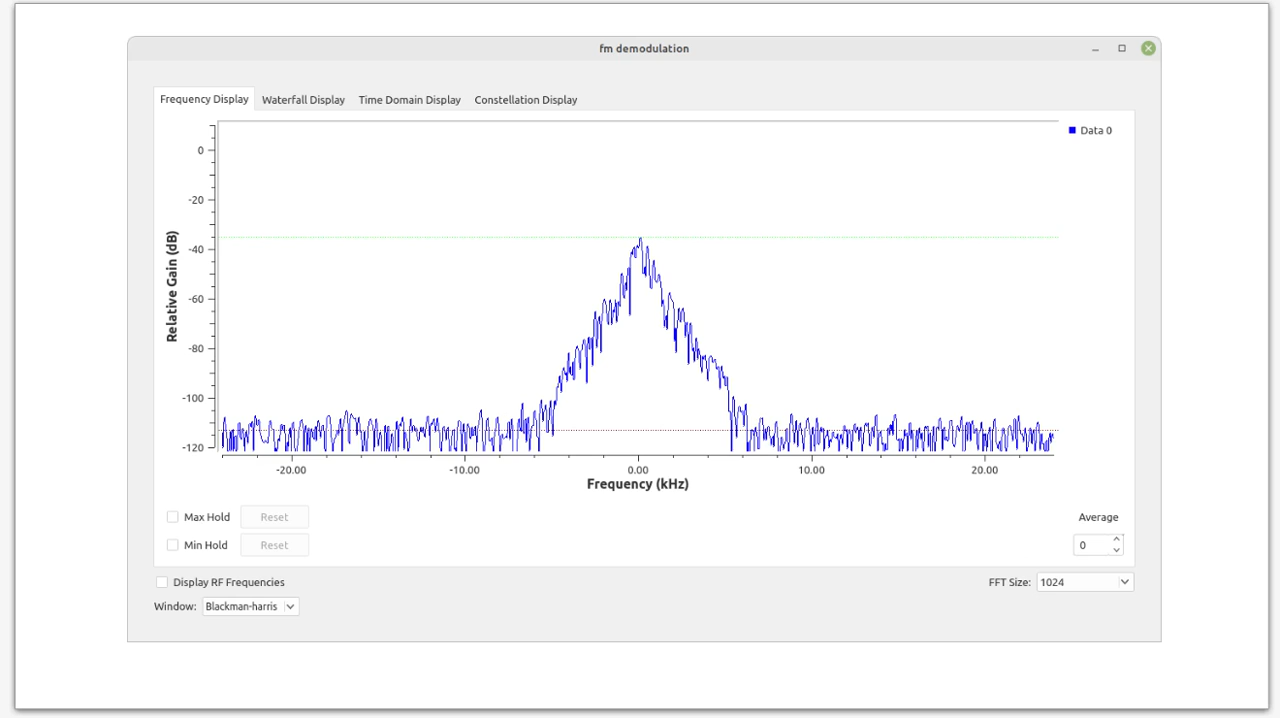 fm demodulation
Frequency Display Waterfall Display Time Domain Display Constellation Display
Data 0
0
-20
-40
-60
-80
-100
-120
Relative Gain (dB)
-20.00 -10.00 0.00 10.00 20.00
Frequency (kHz)
Max Hold Reset Average
Min Hold Reset 0
Display RF Frequencies FFT Size: 1024
Window: Blackman-harris